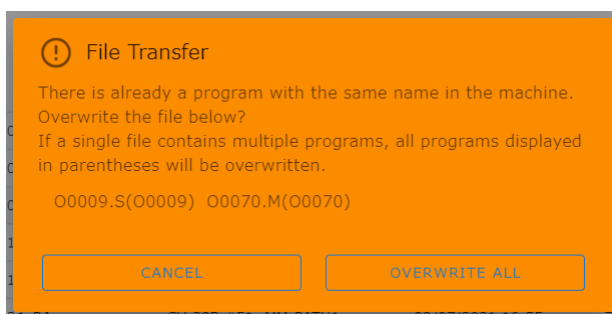 File Transfer
There is already a program with the same name in the machine.
Overwrite the file below?
If a single file contains multiple programs, all programs displayed
in parentheses will be overwritten.
O0009.S(O0009) O0070.M(O0070)
CANCEL OVERWRITE ALL